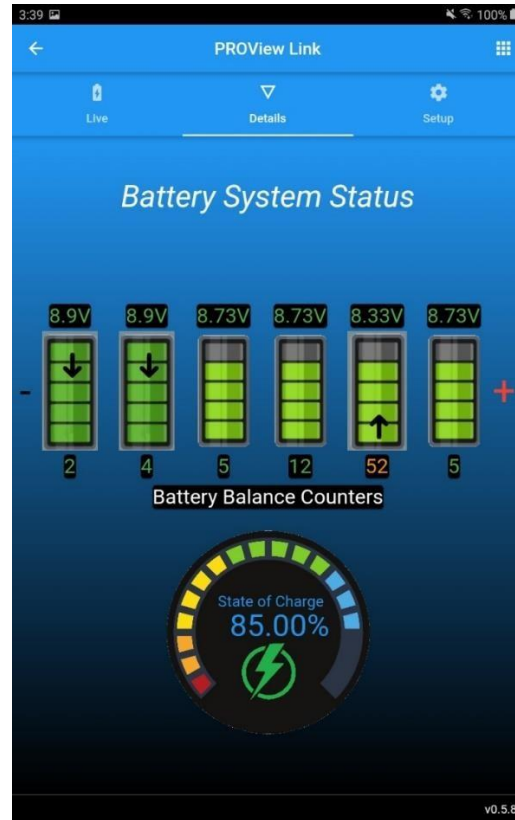 3:39 100%
PROView Link
Live Details Setup
Battery System Status
8.9V 8.9V 8.73V 8.73V 8.33V 8.73V
- +
2 4 5 12 52 5
Battery Balance Counters
State of Charge
85.00%
v0.5.8